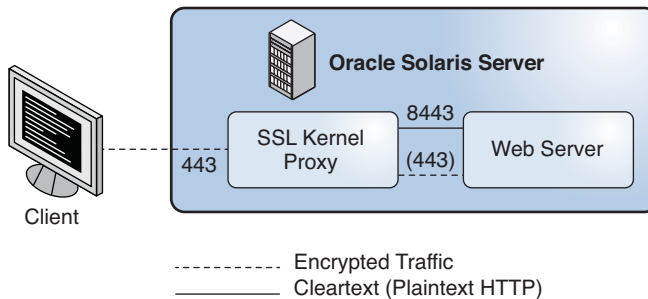 Oracle Solaris Server
8443
SSL Kernel
Proxy
Web Server
443
(443)
Client
Encrypted Traffic
Cleartext (Plaintext HTTP)